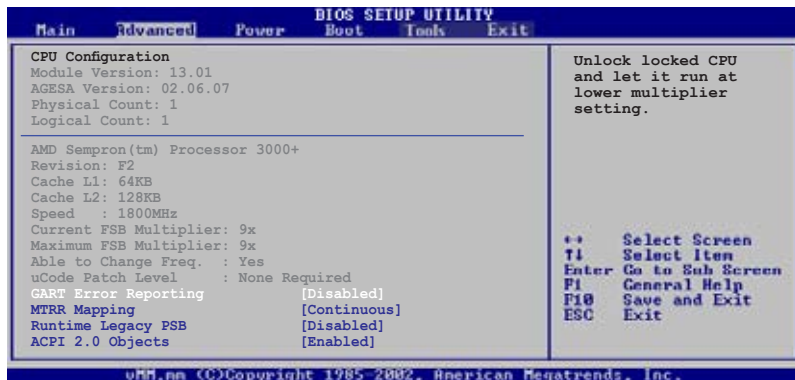 BIOS SETUP UTILITY
Main Advanced Power Boot Tools Exit
CPU Configuration
Module Version: 13.01
AGESA Version: 02.06.07
Physical Count: 1
Logical Count: 1
AMD Sempron(tm) Processor 3000+
Revision: F2
Cache L1: 64KB
Cache L2: 128KB
Speed : 1800MHz
Current FSB Multiplier: 9x
Maximum FSB Multiplier: 9x
Able to Change Freq. : Yes
uCode Patch Level : None Required
GART Error Reporting [Disabled]
MTRR Mapping [Continuous]
Runtime Legacy PSB [Disabled]
ACPI 2.0 Objects [Enabled]
Unlock locked CPU
and let it run at
lower multiplier
setting.
↔ Select Screen
↑↓ Select Item
Enter Go to Sub Screen
F1 General Help
F10 Save and Exit
ESC Exit
vMM.nn (C)Copyright 1985-2002, American Megatrends, Inc.